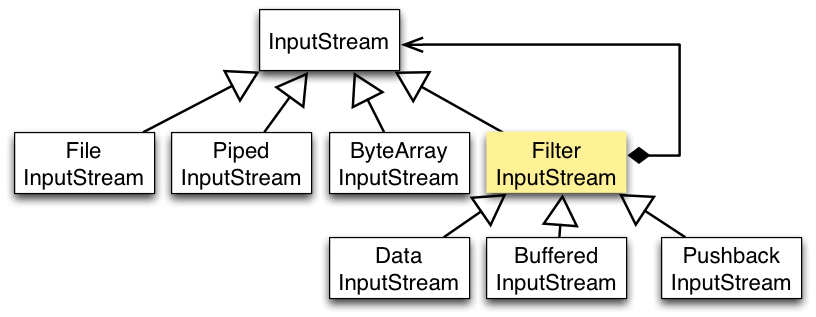 InputStream
File
InputStream
Piped
InputStream
ByteArray
InputStream
Filter
InputStream
Data
InputStream
Buffered
InputStream
Pushback
InputStream